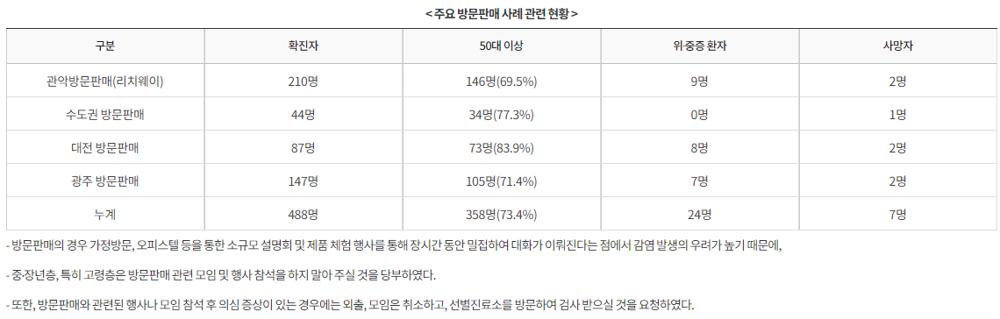 < 주요 방문판매 사례 관련 현황 >
구분 확진자 50대 이상 위·중증 환자 사망자
관악방문판매(리치웨이) 210명 146명(69.5%) 9명 2명
수도권 방문판매 44명 34명(77.3%) 0명 1명
대전 방문판매 87명 73명(83.9%) 8명 2명
광주 방문판매 147명 105명(71.4%) 7명 2명
누계 488명 358명(73.4%) 24명 7명
- 방문판매의 경우 가정방문, 오피스텔 등을 통한 소규모 설명회 및 제품 체험 행사를 통해 장시간 동안 밀접하여 대화가 이뤄진다는 점에서 감염 발생의 우려가 높기 때문에,
- 중·장년층, 특히 고령층은 방문판매 관련 모임 및 행사 참석을 하지 말아 주실 것을 당부하였다.
- 또한, 방문판매와 관련된 행사나 모임 참석 후 의심 증상이 있는 경우에는 외출, 모임은 취소하고, 선별진료소를 방문하여 검사 받으실 것을 요청하였다.